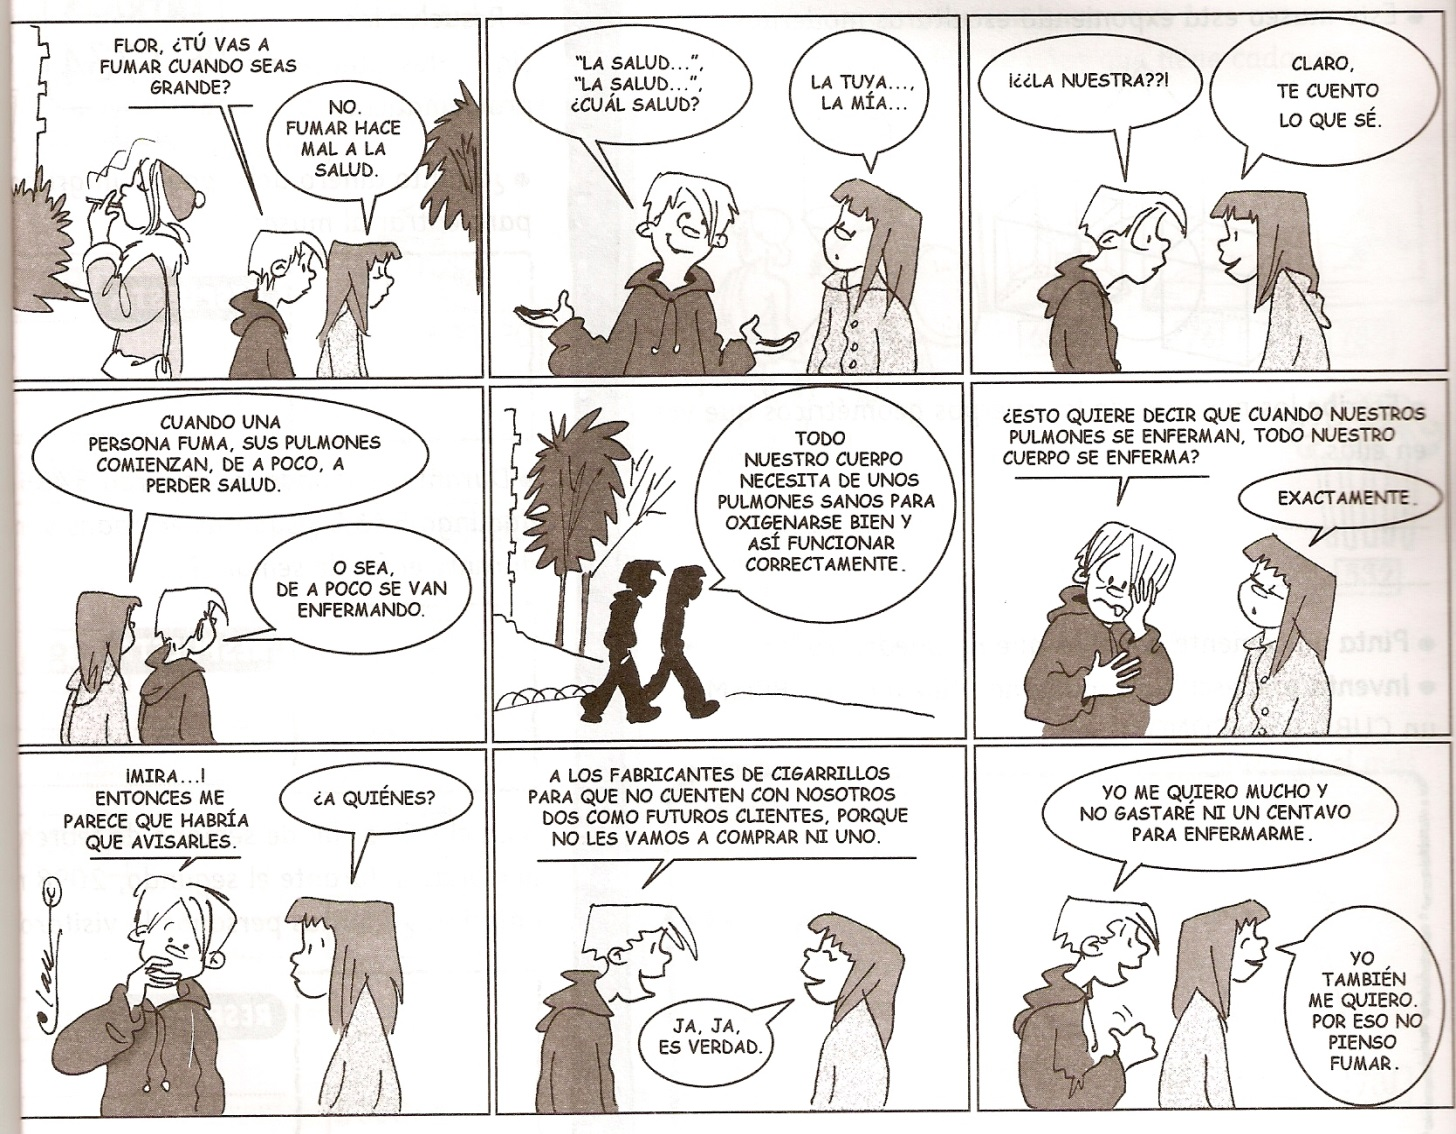 FLOR, ¿TÚ VAS A
FUMAR CUANDO SEAS
GRANDE?
NO.
FUMAR HACE
MAL A LA
SALUD.
"LA SALUD...",
"LA SALUD...",
¿CUÁL SALUD?
LA TUYA...,
LA MÍA...
¡¿¿LA NUESTRA??!
CLARO,
TE CUENTO
LO QUE SÉ.
CUANDO UNA
PERSONA FUMA, SUS PULMONES
COMIENZAN, DE A POCO, A
PERDER SALUD.
O SEA,
DE A POCO SE VAN
ENFERMANDO.
TODO
NUESTRO CUERPO
NECESITA DE UNOS
PULMONES SANOS PARA
OXIGENARSE BIEN Y
ASÍ FUNCIONAR
CORRECTAMENTE.
¿ESTO QUIERE DECIR QUE CUANDO NUESTROS
PULMONES SE ENFERMAN, TODO NUESTRO
CUERPO SE ENFERMA?
EXACTAMENTE.
¡MIRA...!
ENTONCES ME
PARECE QUE HABRÍA
QUE AVISARLES.
¿A QUIÉNES?
A LOS FABRICANTES DE CIGARRILLOS
PARA QUE NO CUENTEN CON NOSOTROS
DOS COMO FUTUROS CLIENTES, PORQUE
NO LES VAMOS A COMPRAR NI UNO.
JA, JA,
ES VERDAD.
YO ME QUIERO MUCHO Y
NO GASTARÉ NI UN CENTAVO
PARA ENFERMARME.
YO
TAMBIÉN
ME QUIERO.
POR ESO NO
PIENSO
FUMAR.